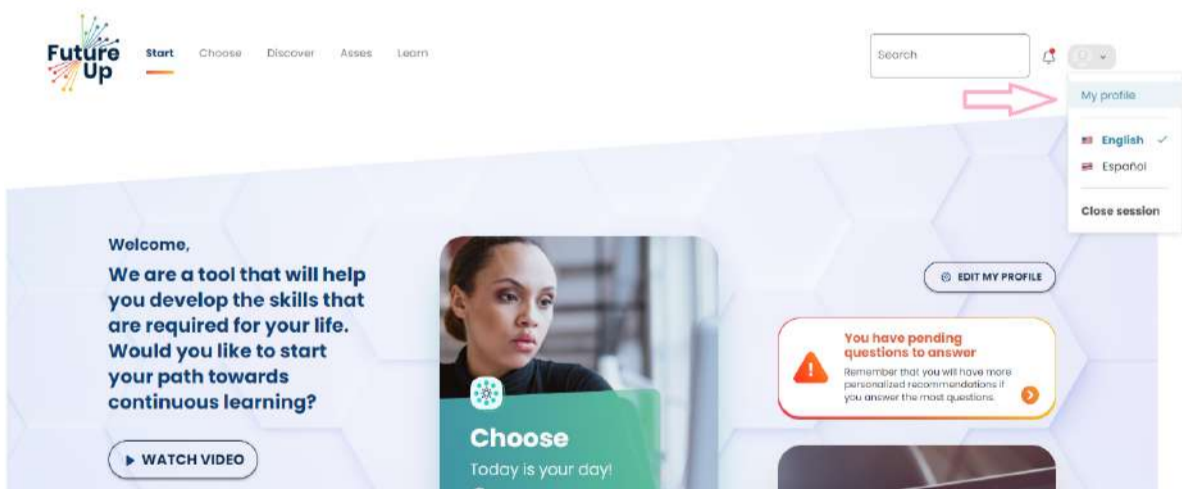 Future
Up
Start
Choose
Discover
Asses
Learn
Search
My profile
English
Español
Close session
Welcome,
We are a tool that will help
you develop the skills that
are required for your life.
Would you like to start
your path towards
continuous learning?
WATCH VIDEO
Choose
Today is your day!
EDIT MY PROFILE
You have pending
questions to answer
Remember that you will have more
personalized recommendations if
you answer the most questions.